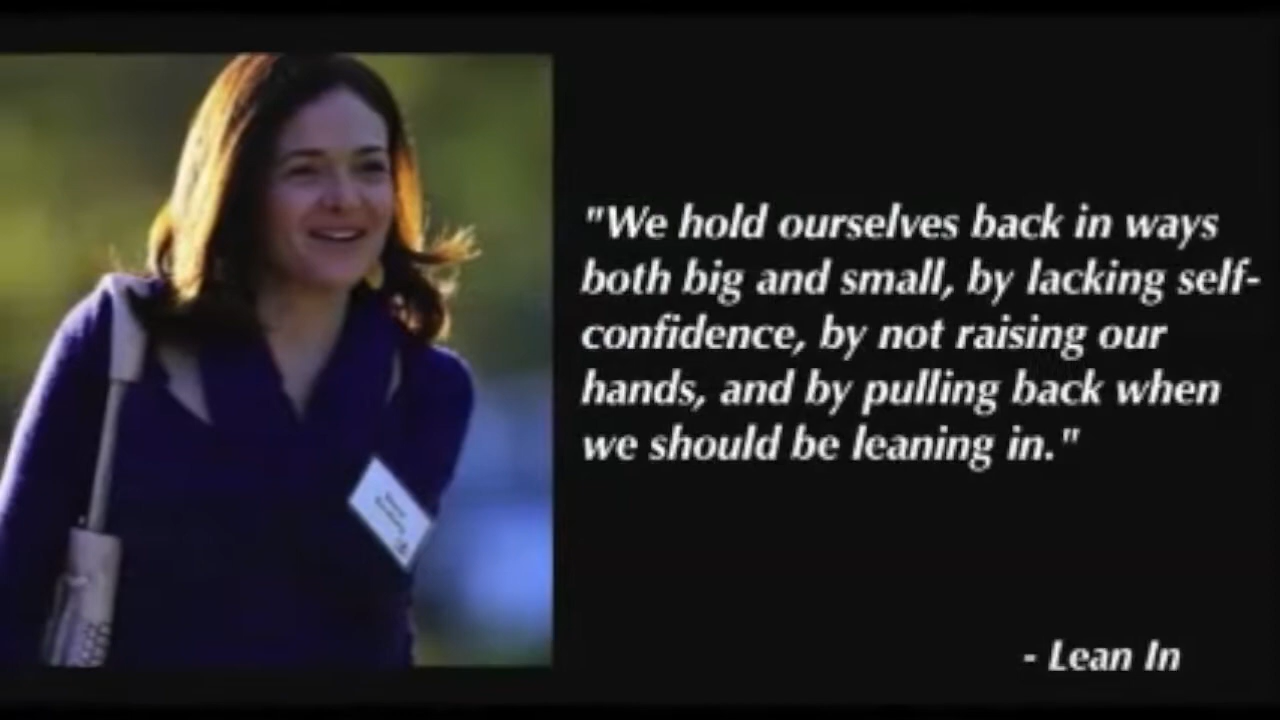 "We hold ourselves back in ways
both big and small, by lacking self-
confidence, by not raising our
hands, and by pulling back when
we should be leaning in."
- Lean In